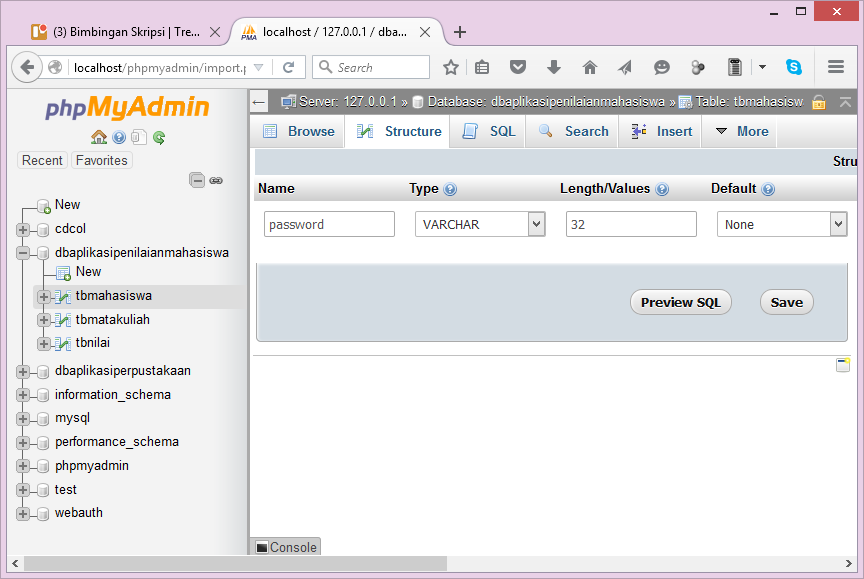 (3) Bimbingan Skripsi | Tre...
localhost / 127.0.0.1 / dba...
localhost/phpmyadmin/import.p
Search
phpMyAdmin
Recent
Favorites
New
cdcol
dbaplikasipenilaianmahasiswa
New
tbmahasiswa
tbmatakuliah
tbnilai
dbaplikasiperpustakaan
information_schema
mysql
performance_schema
phpmyadmin
test
webauth
Server: 127.0.0.1 » Database: dbaplikasipenilaianmahasiswa » Table: tbmahasisw
Browse Structure SQL Search Insert More
Stru
Name Type Length/Values Default
password VARCHAR 32 None
Preview SQL Save
Console